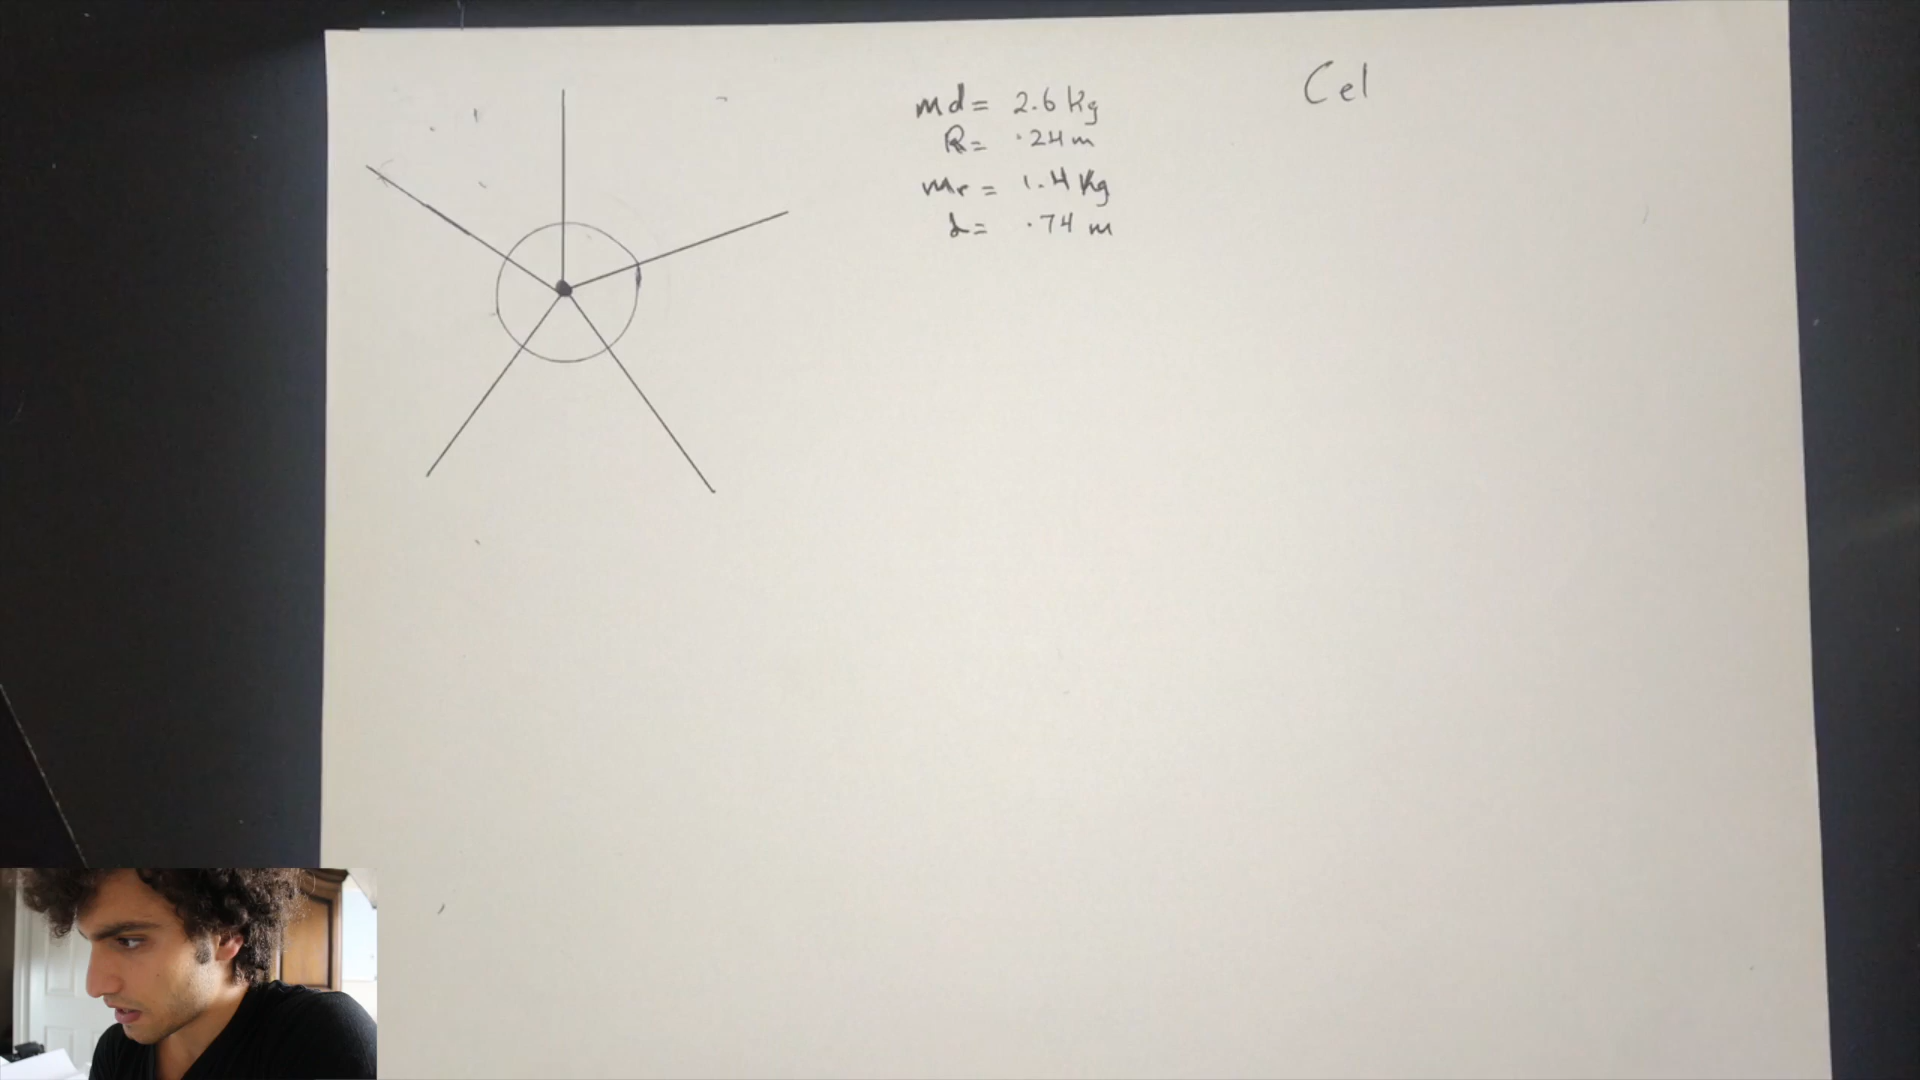 md = 2.6 Kg
R = .24 m
mr = 1.4 Kg
d = .74 m
Cel